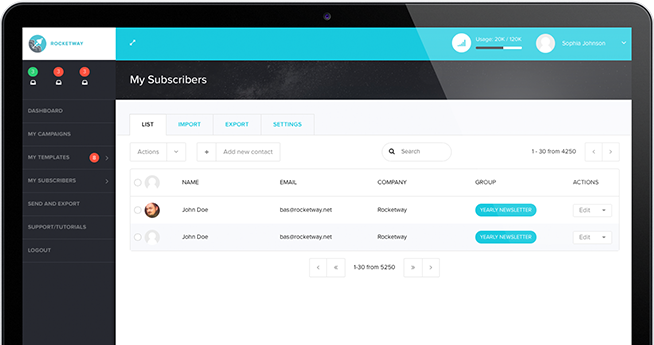 ROCKETWAY
Usage: 20K / 120K
Sophia Johnson
My Subscribers
DASHBOARD
MY CAMPAIGNS
MY TEMPLATES 8
MY SUBSCRIBERS
SEND AND EXPORT
SUPPORT/TUTORIALS
LOGOUT
LIST IMPORT EXPORT SETTINGS
Actions + Add new contact Search 1 - 30 from 4250
NAME EMAIL COMPANY GROUP ACTIONS
John Doe bas@rocketway.net Rocketway YEARLY NEWSLETTER Edit
John Doe bas@rocketway.net Rocketway YEARLY NEWSLETTER Edit
1-30 from 5250